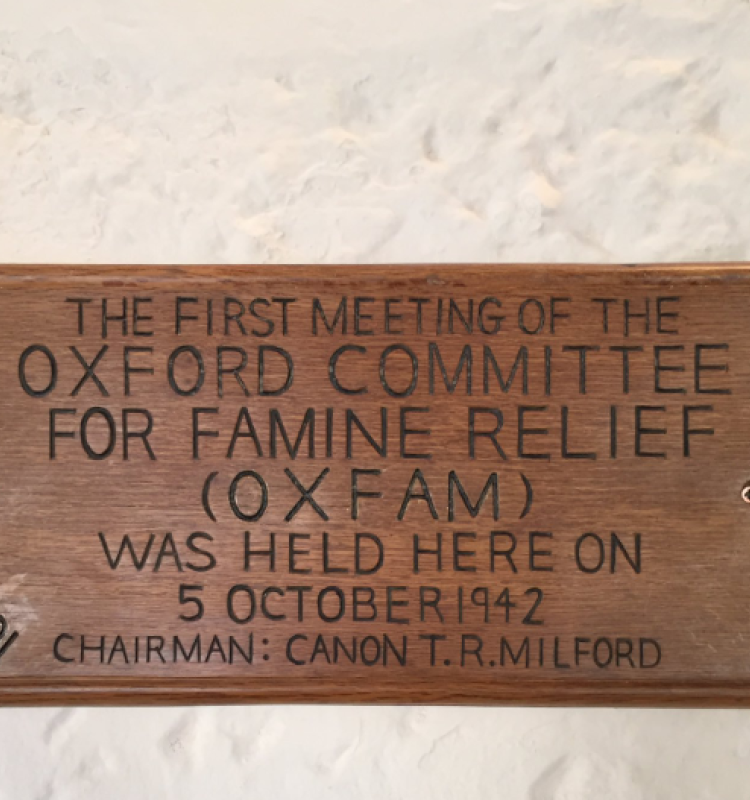 THE FIRST MEETING OF THE
OXFORD COMMITTEE
FOR FAMINE RELIEF
(OXFAM)
WAS HELD HERE ON
5 OCTOBER 1942
CHAIRMAN: CANON T.R.MILFORD